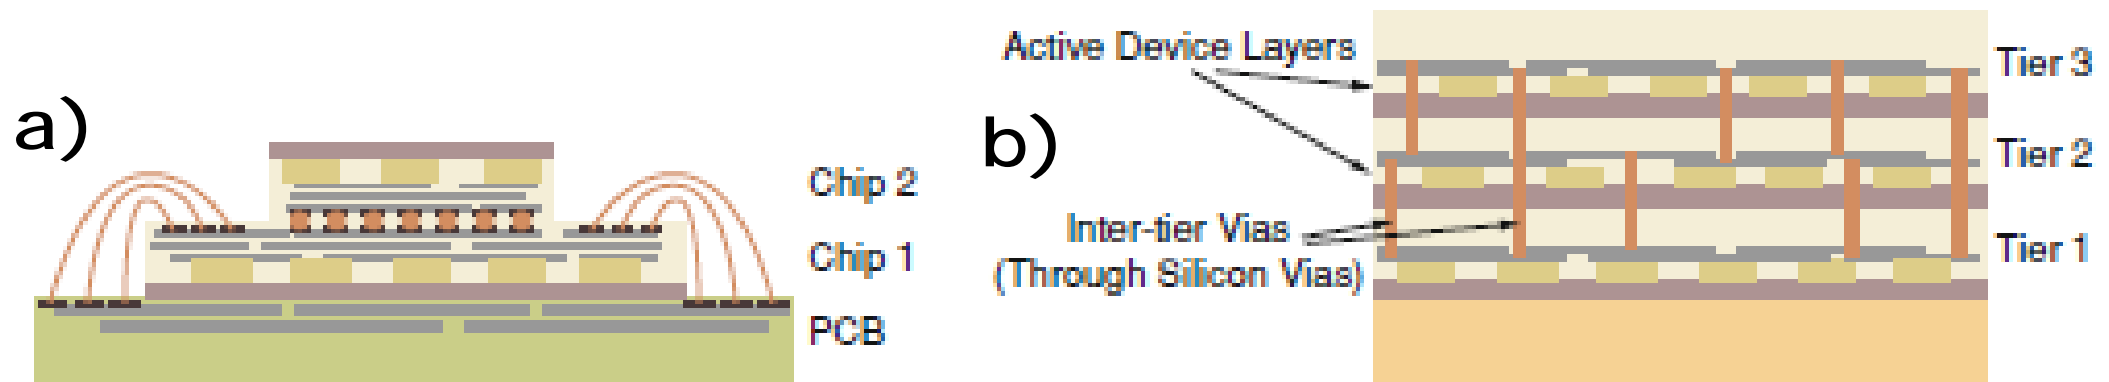 a)
Chip 2
Chip 1
PCB
b)
Active Device Layers
Tier 3
Tier 2
Inter-tier Vias
(Through Silicon Vias)
Tier 1